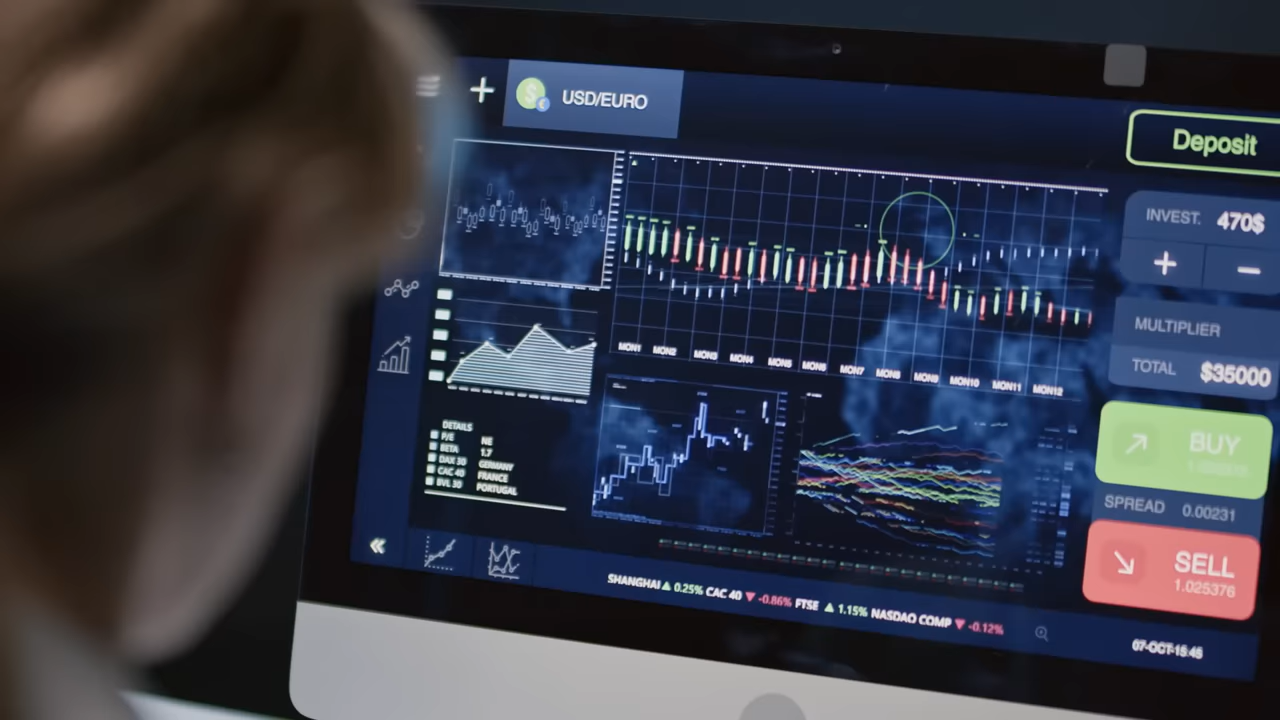 USD/EURO
Deposit
INVEST. 470$
MULTIPLIER
TOTAL $35000
BUY
SPREAD 0.00231
SELL
1.025376
MON1 MON2 MON3 MON4 MON5 MON6 MON7 MON8 MON9 MON10 MON11 MON12
DETAILS
P/E NE
BETA 1.7
DAX 30 GERMANY
CAC 40 FRANCE
BVL 30 PORTUGAL
SHANGHAI ▲ 0.25% CAC 40 ▼ -0.86% FTSE ▲ 1.15% NASDAQ COMP ▼ -0.12%
07-OCT-15:45